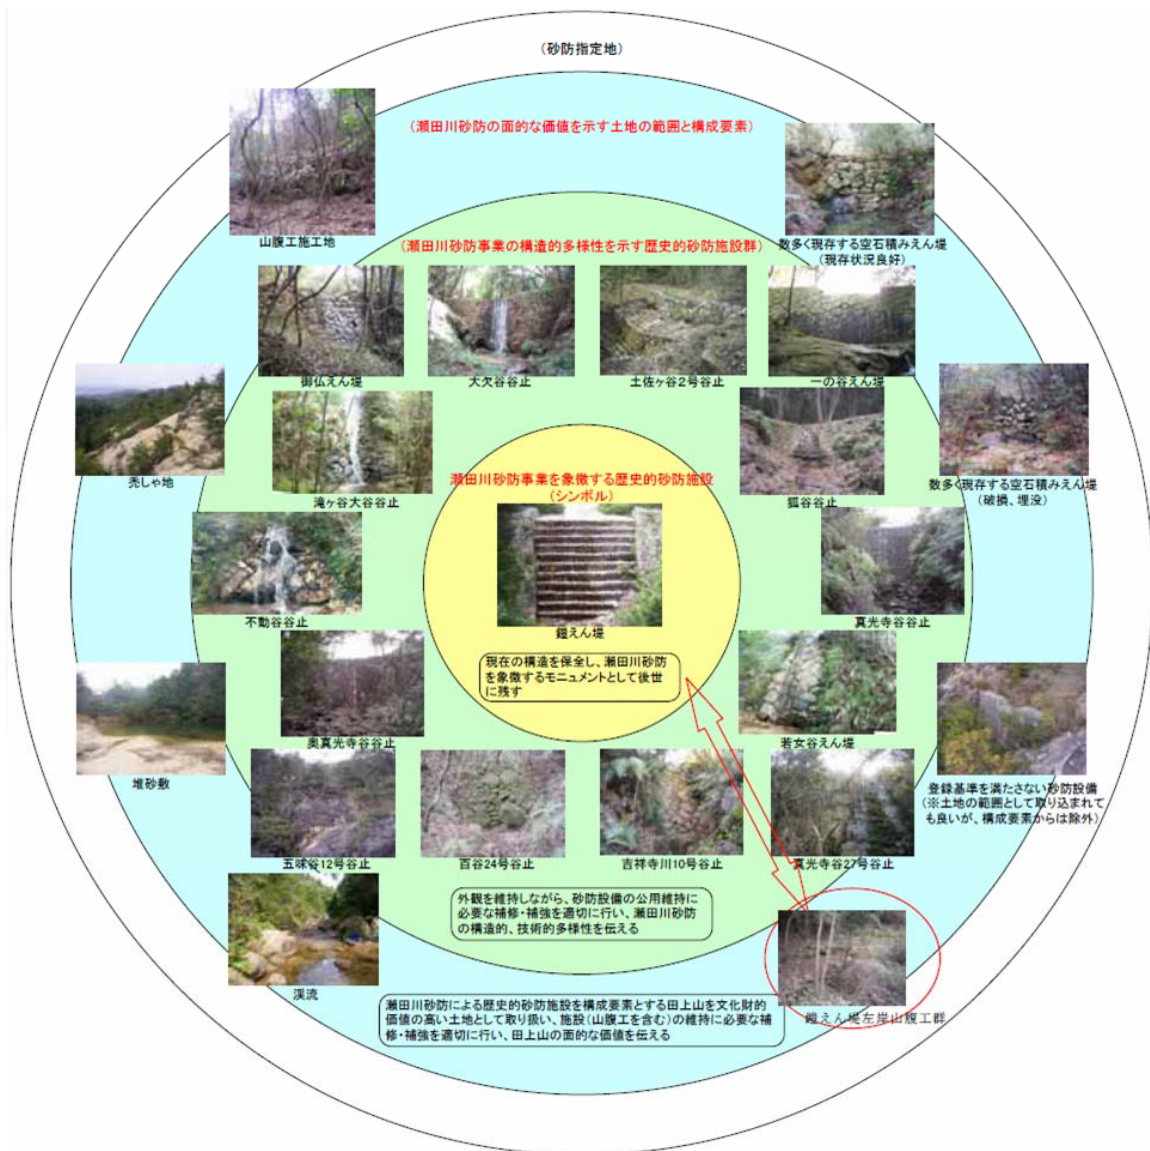 (砂防指定地)
(瀬田川砂防の面的な価値を示す土地の範囲と構成要素)
山腹工施工地
数多く現存する空石積みえん堤
(現存状況良好)
(瀬田川砂防事業の構造的多様性を示す歴史的砂防施設群)
御仏えん堤
大欠谷谷止
土佐ヶ谷2号谷止
一の谷えん堤
禿しゃ地
滝ヶ谷大谷谷止
瀬田川砂防事業を象徴する歴史的砂防施設
(シンボル)
狐谷谷止
数多く現存する空石積みえん堤
(破損、埋没)
不動谷谷止
鎧えん堤
真光寺谷谷止
現在の構造を保全し、瀬田川砂防
を象徴するモニュメントとして後世
に残す
奥真光寺谷谷止
若女谷えん堤
堆砂敷
登録基準を満たさない砂防設備
(※土地の範囲として取り込まれて
も良いが、構成要素からは除外)
五味谷12号谷止
百谷24号谷止
吉祥寺川10号谷止
真光寺谷27号谷止
外観を維持しながら、砂防設備の公用維持に
必要な補修・補強を適切に行い、瀬田川砂防
の構造的、技術的多様性を伝える
渓流
瀬田川砂防による歴史的砂防施設を構成要素とする田上山を文化財的
価値の高い土地として取り扱い、施設(山腹工を含む)の維持に必要な補
修・補強を適切に行い、田上山の面的な価値を伝える
鎧えん堤左岸山腹工群